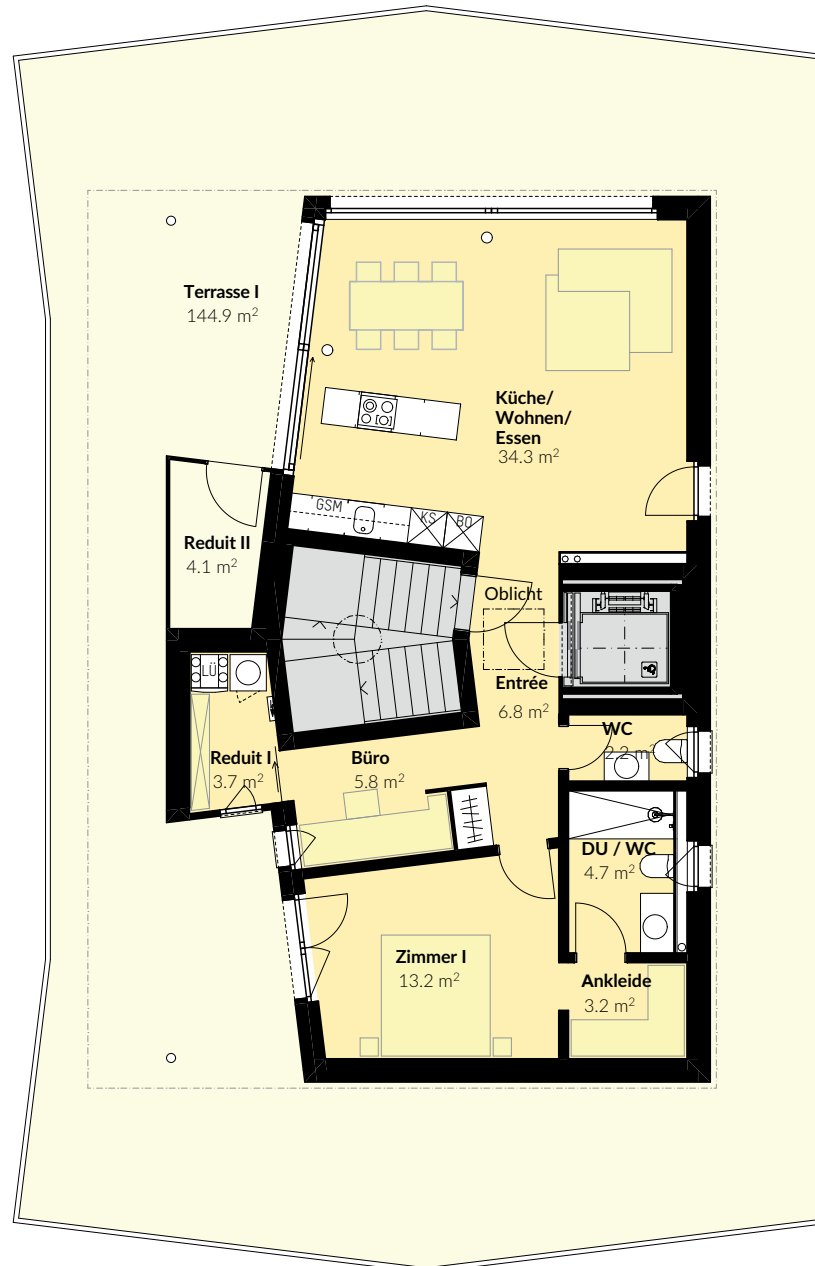 Terrasse I
144.9 m²
Küche/
Wohnen/
Essen
34.3 m²
GSM
KS
BO
Reduit II
4.1 m²
Oblicht
LÜ
Entrée
6.8 m²
WC
2.2 m²
Reduit I
3.7 m²
Büro
5.8 m²
DU / WC
4.7 m²
Zimmer I
13.2 m²
Ankleide
3.2 m²